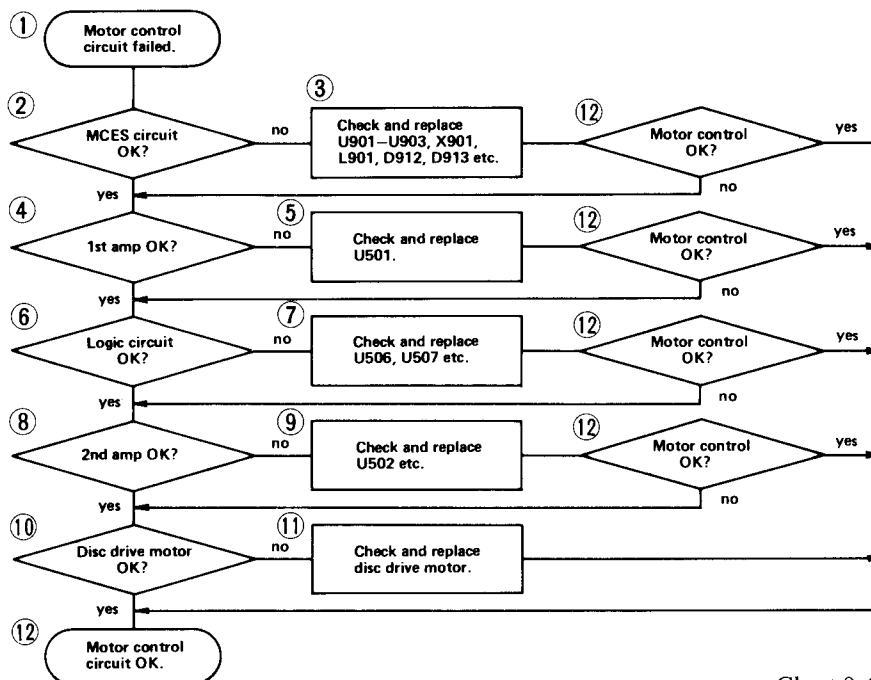 ①
Motor control
circuit failed.
②
MCES circuit
OK?
no
yes
③
Check and replace
U901–U903, X901,
L901, D912, D913 etc.
⑫
Motor control
OK?
yes
no
④
1st amp OK?
no
yes
⑤
Check and replace
U501.
⑫
Motor control
OK?
yes
no
⑥
Logic circuit
OK?
no
yes
⑦
Check and replace
U506, U507 etc.
⑫
Motor control
OK?
yes
no
⑧
2nd amp OK?
no
yes
⑨
Check and replace
U502 etc.
⑫
Motor control
OK?
yes
no
⑩
Disc drive motor
OK?
no
yes
⑪
Check and replace
disc drive motor.
⑫
Motor control
circuit OK.